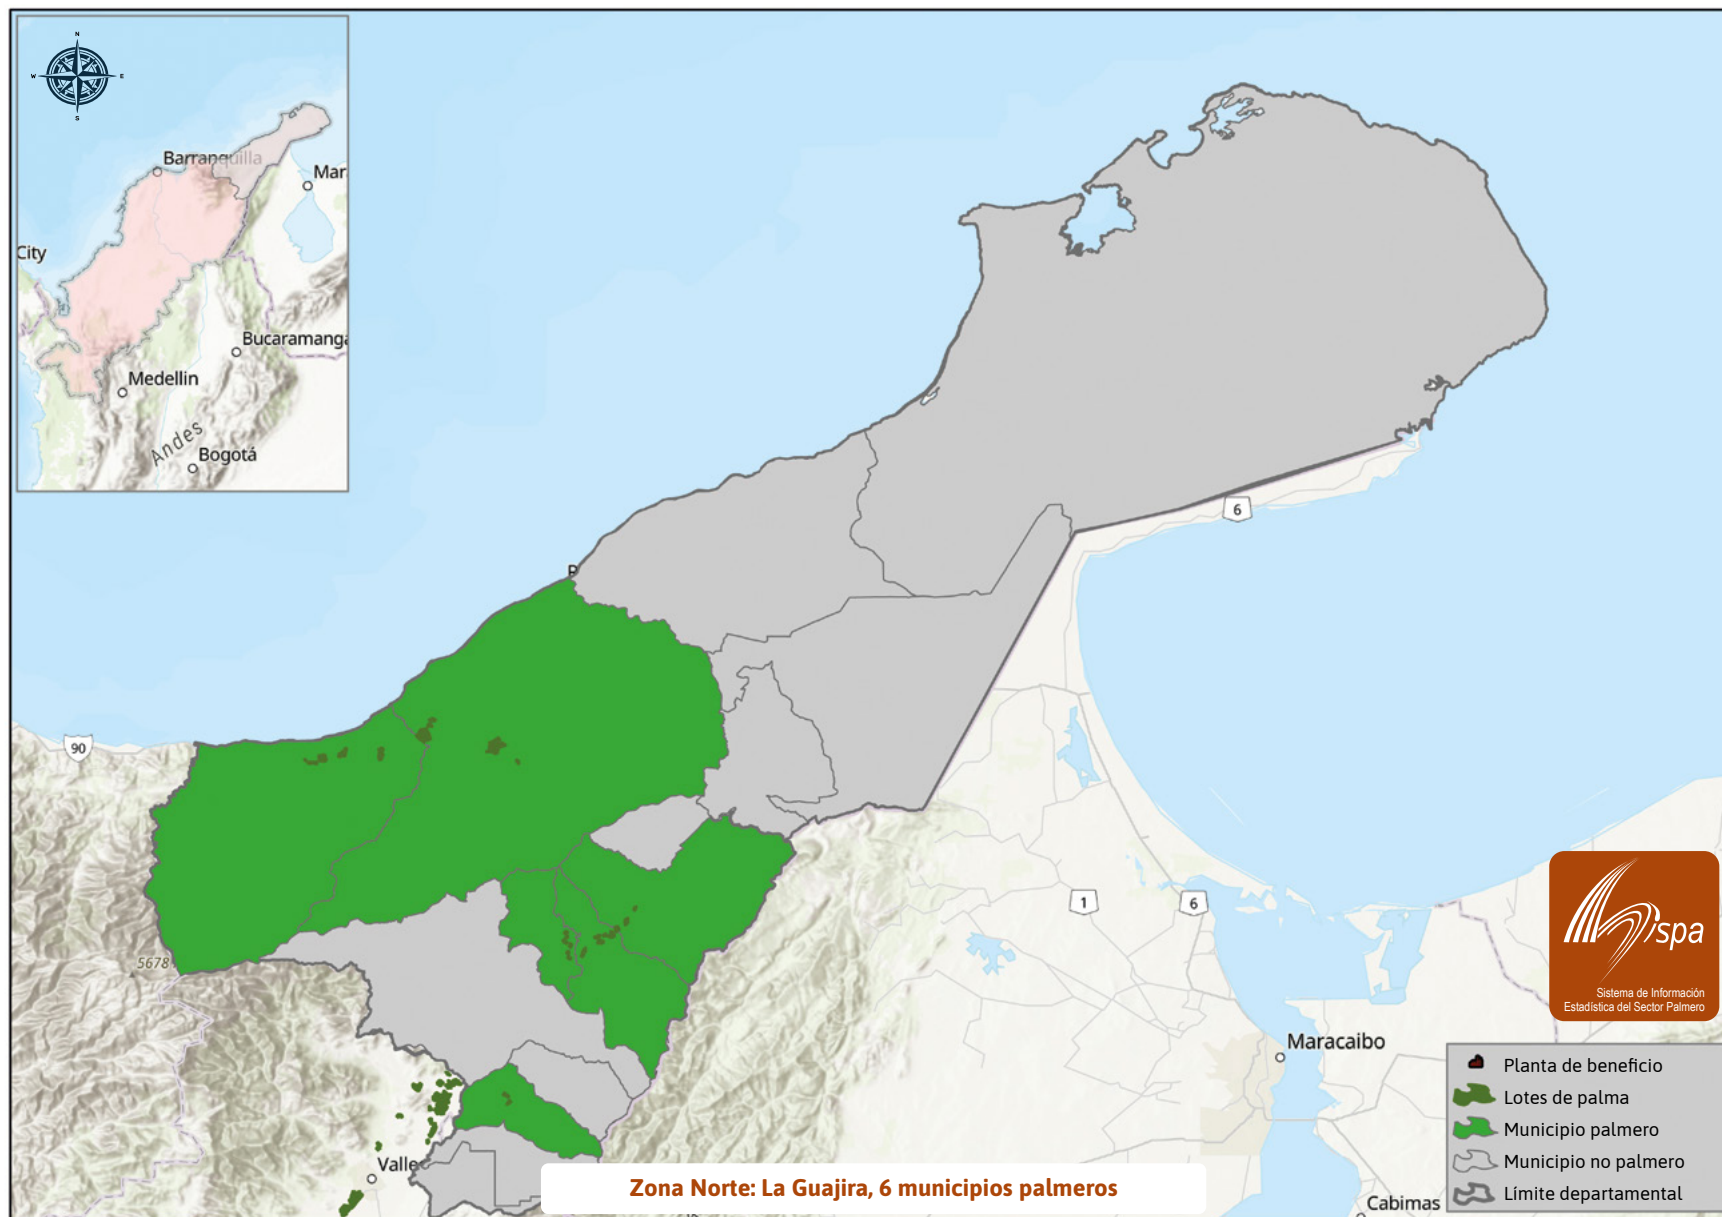 N
W
E
S
Barranquilla
Mar
City
Bucaramanga
Medellin
Andes
Bogotá
6
R
90
5678
1
6
Maracaibo
Valle
Cabimas
ispa
Sistema de Información
Estadística del Sector Palmero
Planta de beneficio
Lotes de palma
Municipio palmero
Municipio no palmero
Límite departamental
Zona Norte: La Guajira, 6 municipios palmeros